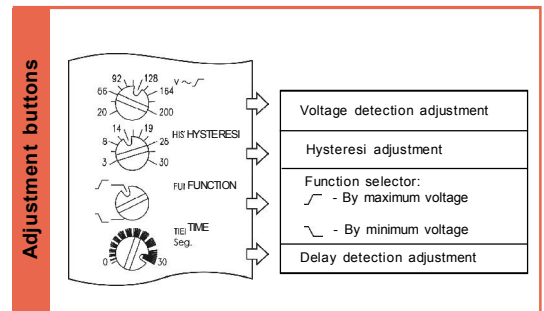 Adjustment buttons
92 128 V
66 164
20 200
14 19 HYSTERESI
8 26
3 30
FUNCTION
TIME
Seg.
0 30
Voltage detection adjustment
Hysteresi adjustment
Function selector:
- By maximum voltage
- By minimum voltage
Delay detection adjustment